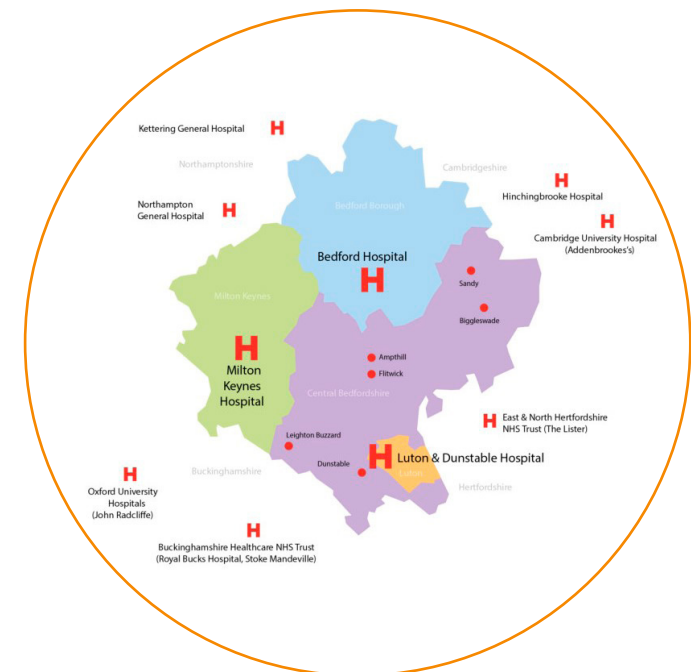 Kettering General Hospital
H
Northamptonshire
Cambridgeshire
H
Hinchingbrooke Hospital
Northampton
General Hospital
H
Bedford Borough
H
Cambridge University Hospital
(Addenbrookes's)
Bedford Hospital
H
Sandy
Milton Keynes
Biggleswade
H
Milton
Keynes
Hospital
Ampthill
Flitwick
Central Bedfordshire
H
East & North Hertfordshire
NHS Trust (The Lister)
Leighton Buzzard
H
Luton & Dunstable Hospital
Dunstable
Luton
Buckinghamshire
Hertfordshire
H
Oxford University
Hospitals
(John Radcliffe)
H
Buckinghamshire Healthcare NHS Trust
(Royal Bucks Hospital, Stoke Mandeville)